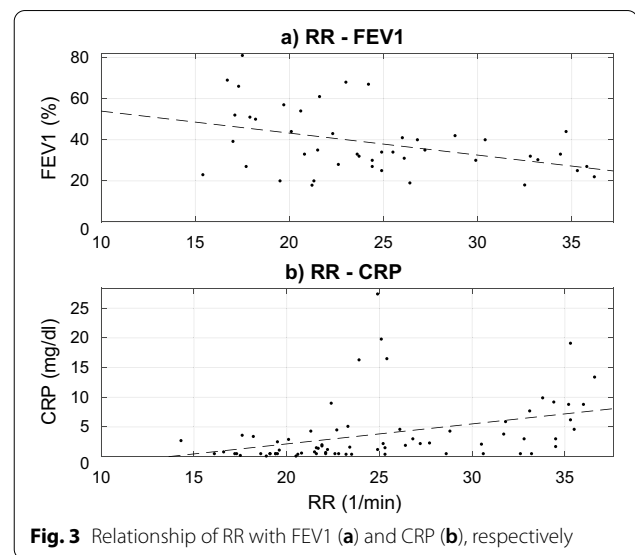 a) RR - FEV1
80
60
40
20
0
FEV1 (%)
10 15 20 25 30 35
b) RR - CRP
25
20
15
10
5
0
CRP (mg/dl)
10 15 20 25 30 35
RR (1/min)
Fig. 3 Relationship of RR with FEV1 (a) and CRP (b), respectively